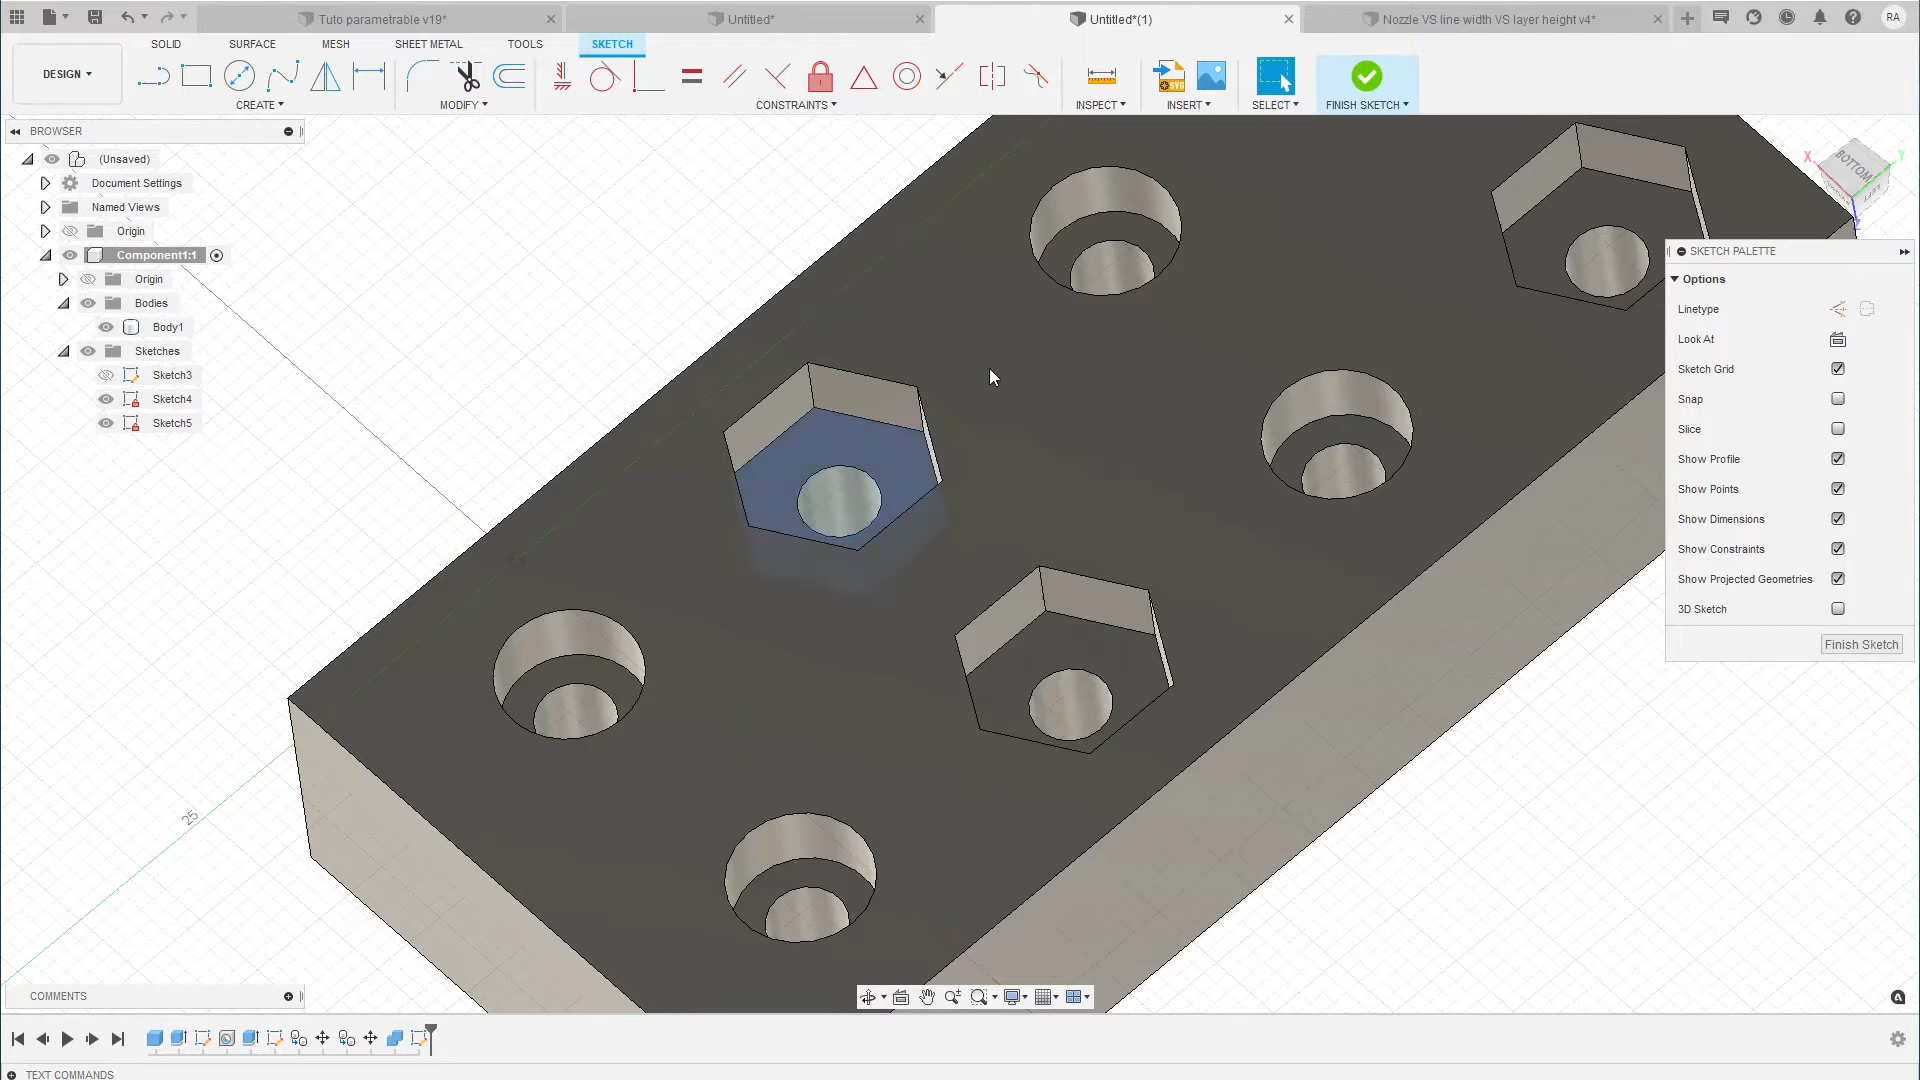 Tuto parametrable v19*
Untitled*
Untitled*(1)
Nozzle VS line width VS layer height v4*
RA
SOLID
SURFACE
MESH
SHEET METAL
TOOLS
SKETCH
DESIGN
CREATE
MODIFY
CONSTRAINTS
INSPECT
INSERT
SELECT
FINISH SKETCH
BROWSER
(Unsaved)
Document Settings
Named Views
Origin
Component1:1
Origin
Bodies
Body1
Sketches
Sketch3
Sketch4
Sketch5
X
Y
Z
BOTTOM
LEFT
SKETCH PALETTE
Options
Linetype
Look At
Sketch Grid
Snap
Slice
Show Profile
Show Points
Show Dimensions
Show Constraints
Show Projected Geometries
3D Sketch
Finish Sketch
25
COMMENTS
TEXT COMMANDS